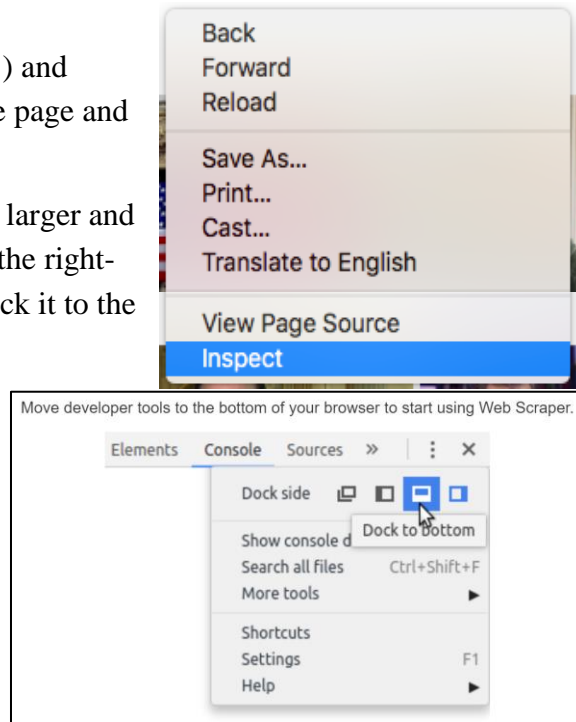 ) and
e page and
larger and
the right-
ck it to the
Back
Forward
Reload
Save As...
Print...
Cast...
Translate to English
View Page Source
Inspect
Move developer tools to the bottom of your browser to start using Web Scraper.
Elements Console Sources »
Dock side
Dock to bottom
Show console d
Search all files Ctrl+Shift+F
More tools
Shortcuts
Settings F1
Help